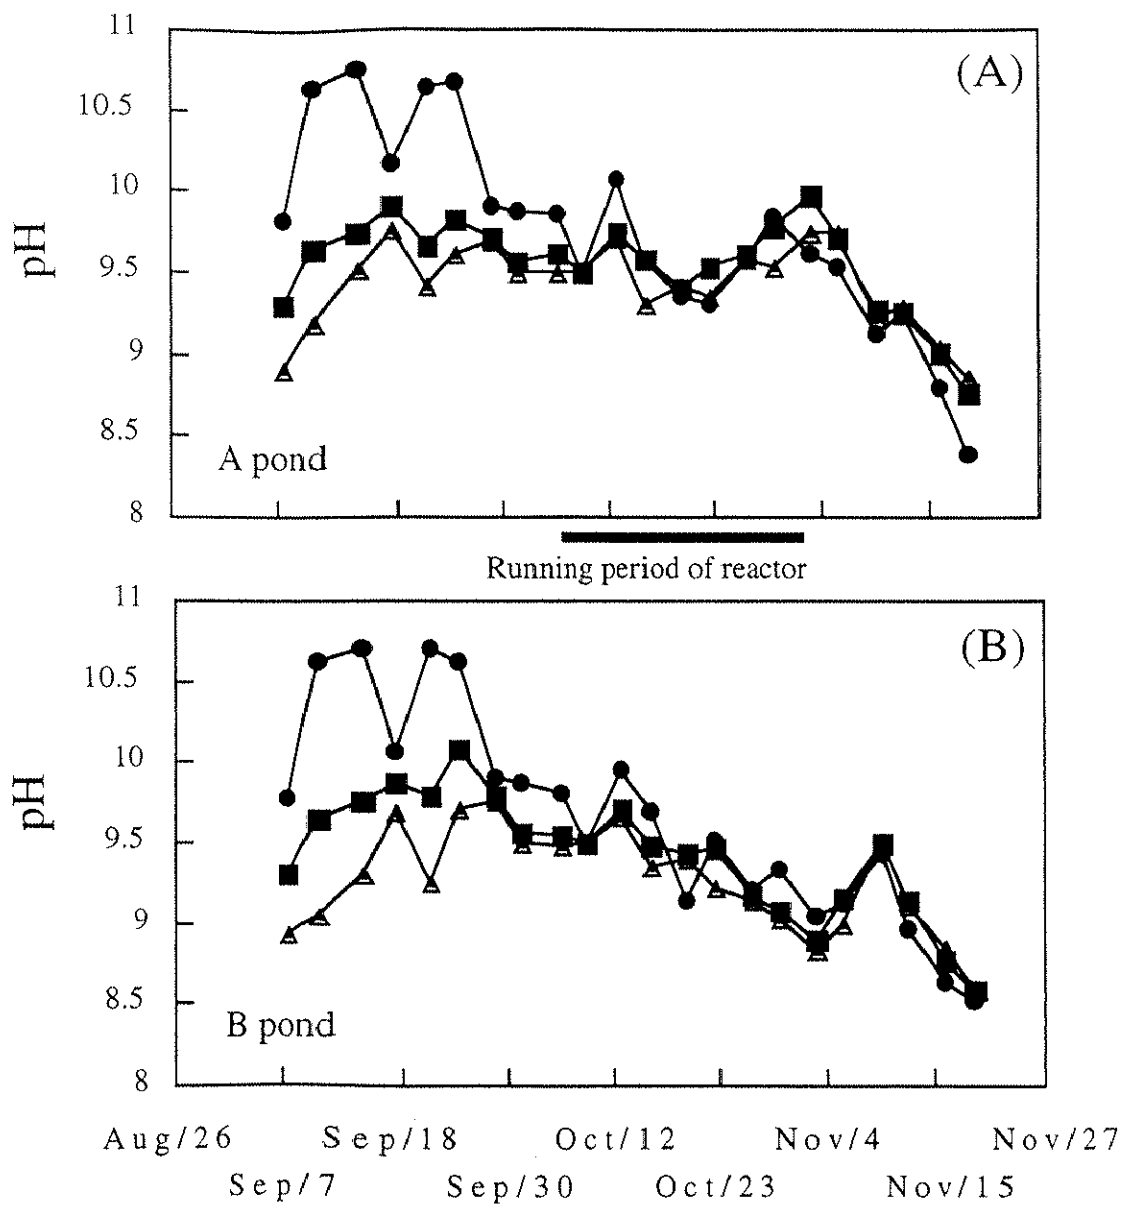 11
(A)
10.5
10
pH
9.5
9
8.5
A pond
8
Running period of reactor
11
(B)
10.5
10
pH
9.5
9
8.5
B pond
8
Aug/26 Sep/18 Oct/12 Nov/4 Nov/27
Sep/7 Sep/30 Oct/23 Nov/15